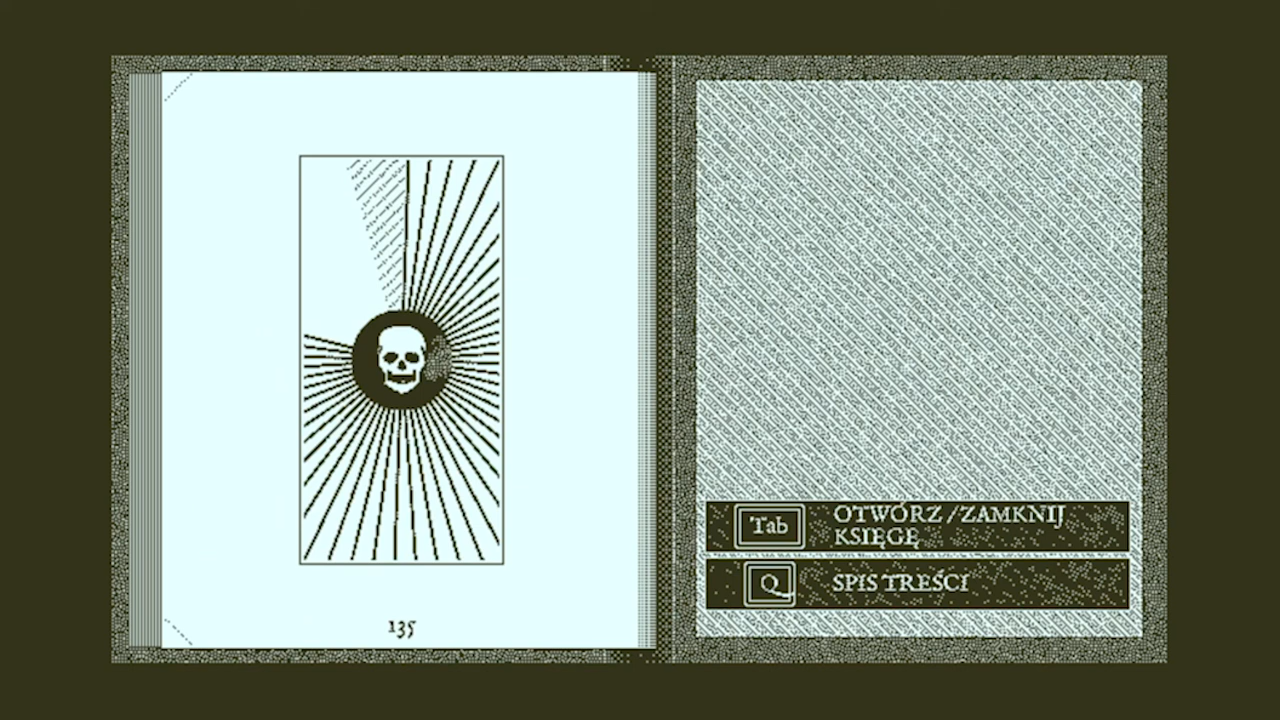 135
Tab
OTWÓRZ / ZAMKNIJ
KSIĘGĘ
Q
SPIS TREŚCI